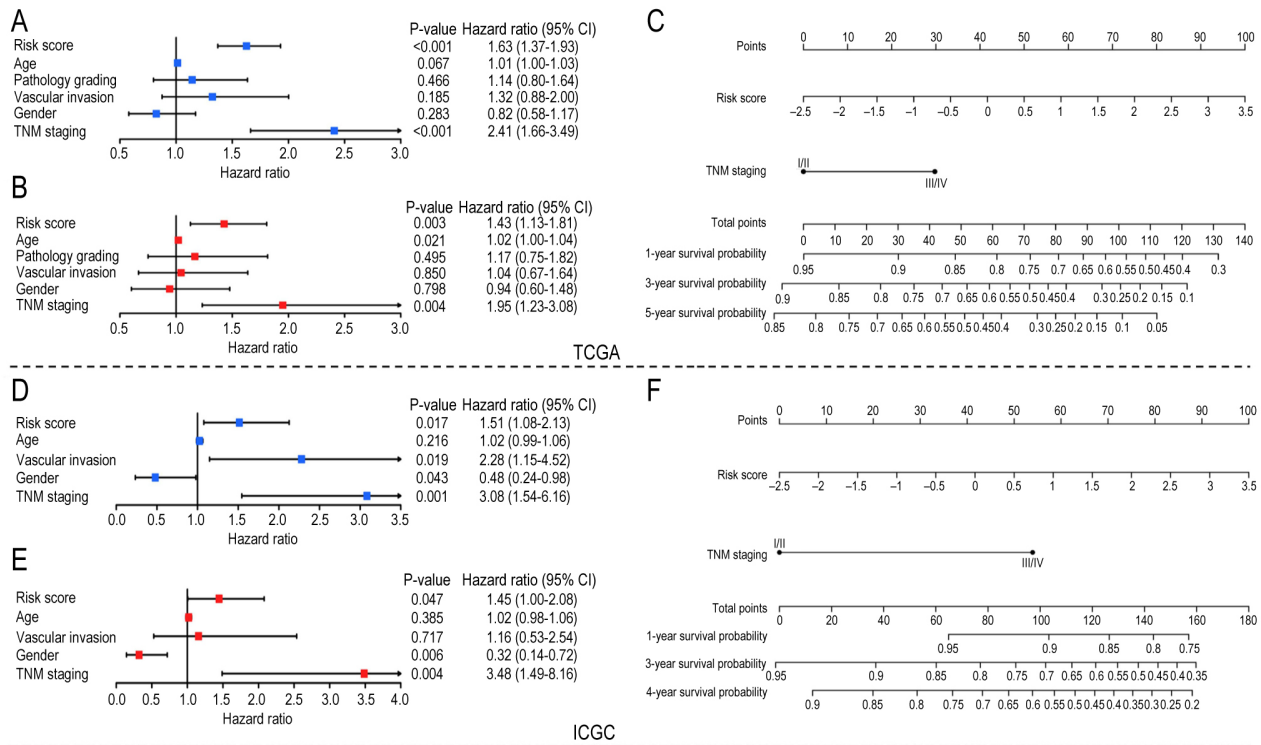 A
P-value Hazard ratio (95% CI)
Risk score <0.001 1.63 (1.37-1.93)
Age 0.067 1.01 (1.00-1.03)
Pathology grading 0.466 1.14 (0.80-1.64)
Vascular invasion 0.185 1.32 (0.88-2.00)
Gender 0.283 0.82 (0.58-1.17)
TNM staging <0.001 2.41 (1.66-3.49)
0.5 1.0 1.5 2.0 2.5 3.0
Hazard ratio
B
P-value Hazard ratio (95% CI)
Risk score 0.003 1.43 (1.13-1.81)
Age 0.021 1.02 (1.00-1.04)
Pathology grading 0.495 1.17 (0.75-1.82)
Vascular invasion 0.850 1.04 (0.67-1.64)
Gender 0.798 0.94 (0.60-1.48)
TNM staging 0.004 1.95 (1.23-3.08)
0.5 1.0 1.5 2.0 2.5 3.0
Hazard ratio
C
0 10 20 30 40 50 60 70 80 90 100
Points
Risk score
−2.5 −2 −1.5 −1 −0.5 0 0.5 1 1.5 2 2.5 3 3.5
I/II
TNM staging
III/IV
Total points
0 10 20 30 40 50 60 70 80 90 100 110 120 130 140
1-year survival probability
0.95 0.9 0.85 0.8 0.75 0.7 0.65 0.6 0.55 0.5 0.45 0.4 0.3
3-year survival probability
0.9 0.85 0.8 0.75 0.7 0.65 0.6 0.55 0.5 0.45 0.4 0.3 0.25 0.2 0.15 0.1
5-year survival probability
0.85 0.8 0.75 0.7 0.65 0.6 0.55 0.5 0.45 0.4 0.3 0.25 0.2 0.15 0.1 0.05
TCGA
D
P-value Hazard ratio (95% CI)
Risk score 0.017 1.51 (1.08-2.13)
Age 0.216 1.02 (0.99-1.06)
Vascular invasion 0.019 2.28 (1.15-4.52)
Gender 0.043 0.48 (0.24-0.98)
TNM staging 0.001 3.08 (1.54-6.16)
0.0 0.5 1.0 1.5 2.0 2.5 3.0 3.5
Hazard ratio
E
P-value Hazard ratio (95% CI)
Risk score 0.047 1.45 (1.00-2.08)
Age 0.385 1.02 (0.98-1.06)
Vascular invasion 0.717 1.16 (0.53-2.54)
Gender 0.006 0.32 (0.14-0.72)
TNM staging 0.004 3.48 (1.49-8.16)
0.0 0.5 1.0 1.5 2.0 2.5 3.0 3.5 4.0
Hazard ratio
F
0 10 20 30 40 50 60 70 80 90 100
Points
Risk score
−2.5 −2 −1.5 −1 −0.5 0 0.5 1 1.5 2 2.5 3 3.5
I/II
TNM staging
III/IV
Total points
0 20 40 60 80 100 120 140 160 180
1-year survival probability
0.95 0.9 0.85 0.8 0.75
3-year survival probability
0.95 0.9 0.85 0.8 0.75 0.7 0.65 0.6 0.55 0.5 0.45 0.4 0.35
4-year survival probability
0.9 0.85 0.8 0.75 0.7 0.65 0.6 0.55 0.5 0.45 0.4 0.35 0.30 0.25 0.2
ICGC